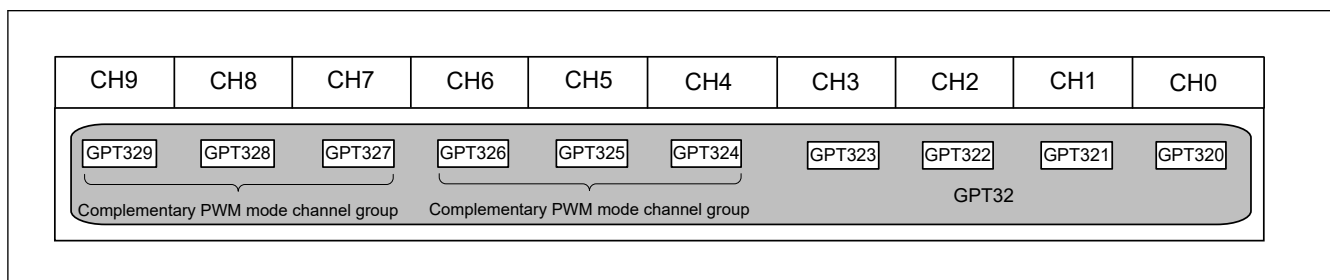 CH9 CH8 CH7 CH6 CH5 CH4 CH3 CH2 CH1 CH0
GPT329 GPT328 GPT327 GPT326 GPT325 GPT324 GPT323 GPT322 GPT321 GPT320
GPT32
Complementary PWM mode channel group Complementary PWM mode channel group